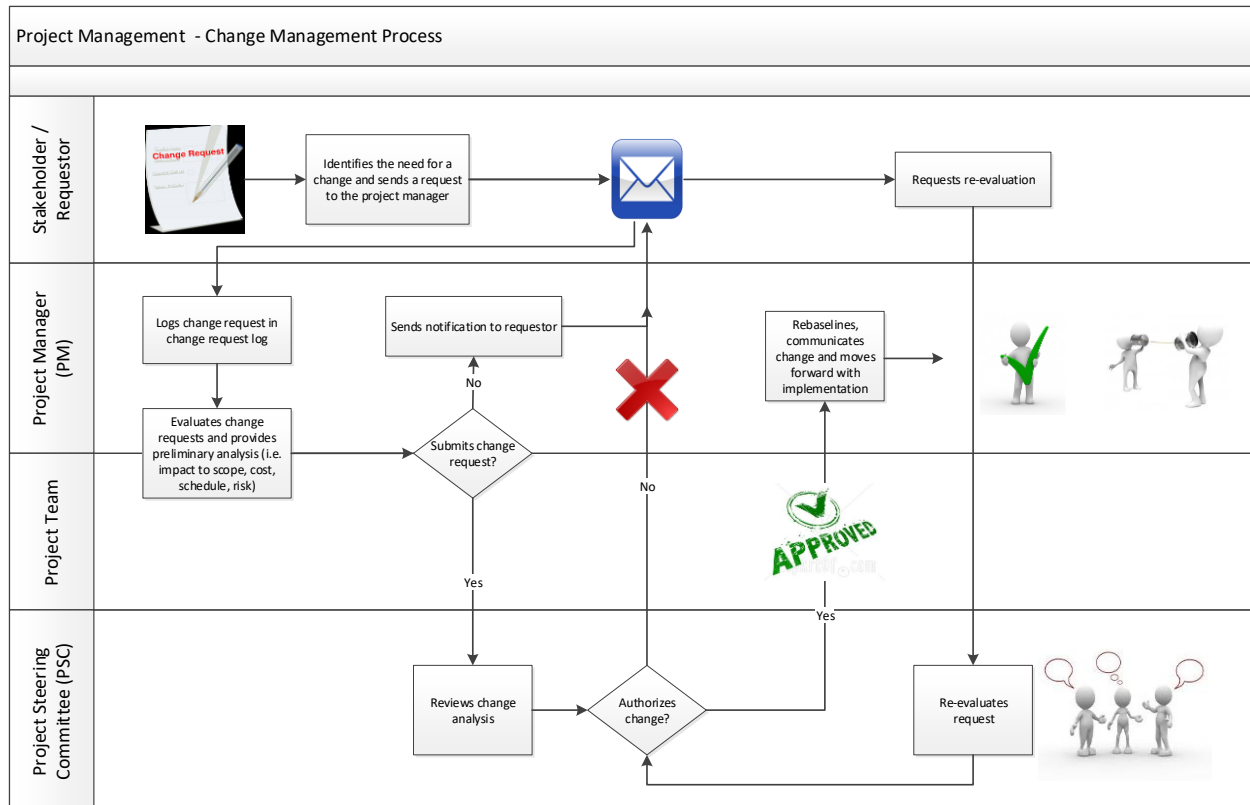 Project Management - Change Management Process
Stakeholder /
Requestor
Change Request
Identifies the need for a
change and sends a request
to the project manager
Requests re-evaluation
Project Manager
(PM)
Logs change request in
change request log
Sends notification to requestor
Rebaselines,
communicates
change and moves
forward with
implementation
No
Evaluates change
requests and provides
preliminary analysis (i.e.
impact to scope, cost,
schedule, risk)
Submits change
request?
Project Team
No
APPROVED
Yes
Yes
Project Steering
Committee (PSC)
Reviews change
analysis
Authorizes
change?
Re-evaluates
request